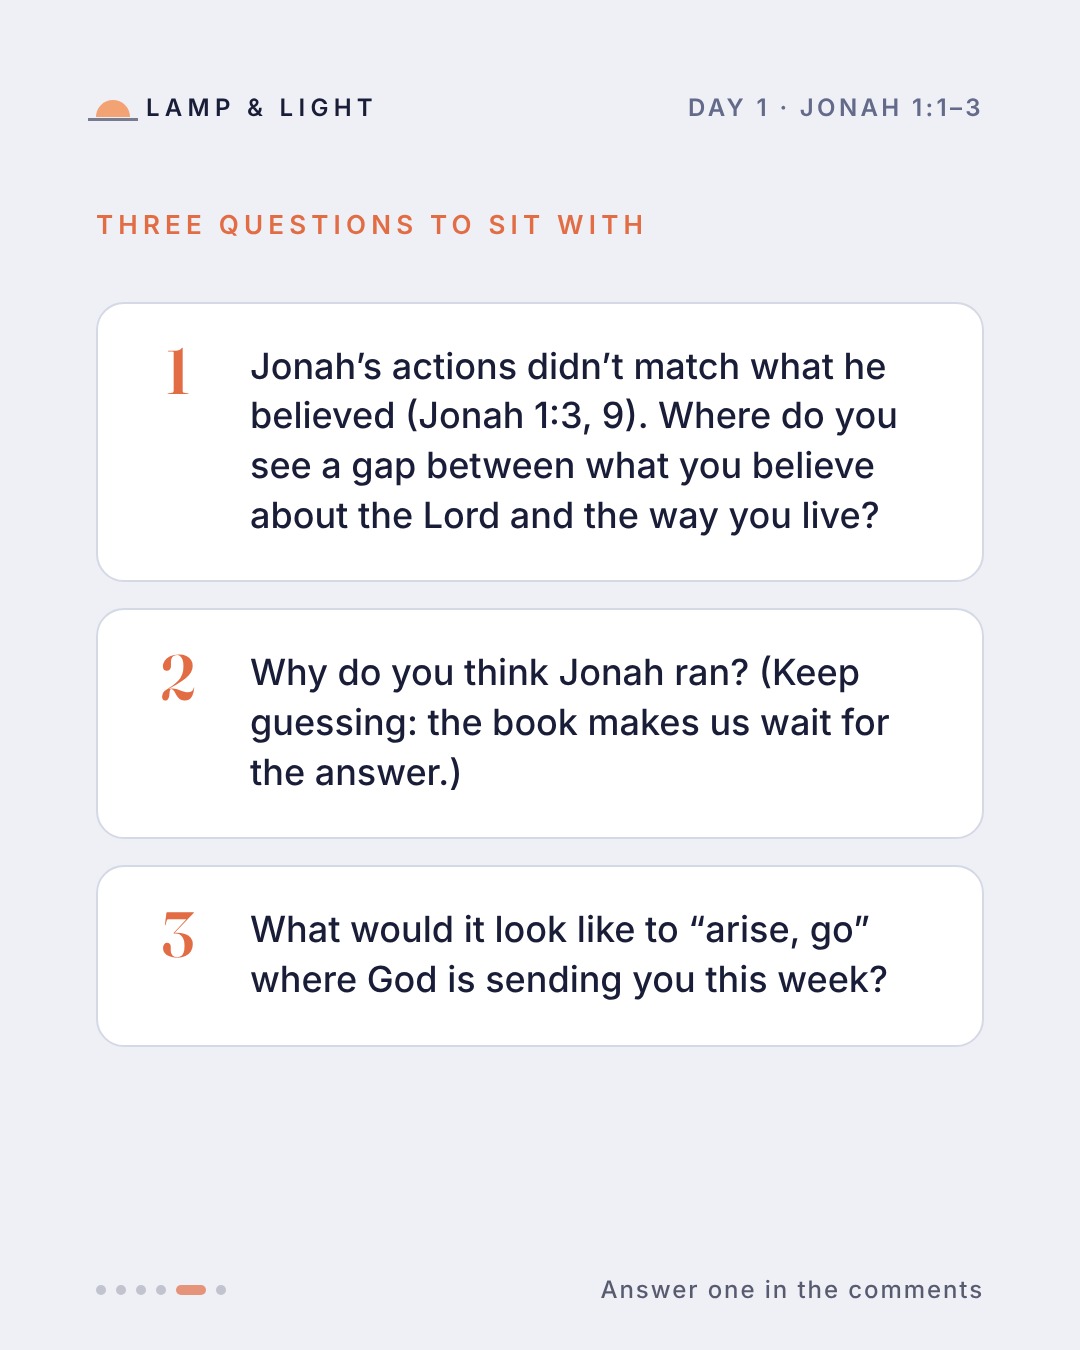 LAMP & LIGHT
DAY 1 · JONAH 1:1–3
THREE QUESTIONS TO SIT WITH
1
Jonah’s actions didn’t match what he
believed (Jonah 1:3, 9). Where do you
see a gap between what you believe
about the Lord and the way you live?
2
Why do you think Jonah ran? (Keep
guessing: the book makes us wait for
the answer.)
3
What would it look like to “arise, go”
where God is sending you this week?
Answer one in the comments